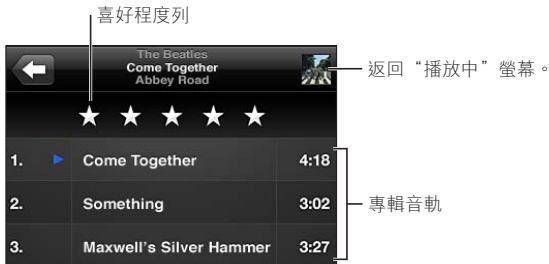 喜好程度列
The Beatles
Come Together
Abbey Road
返回“播放中”螢幕。
1. Come Together 4:18
2. Something 3:02
專輯音軌
3. Maxwell's Silver Hammer 3:27